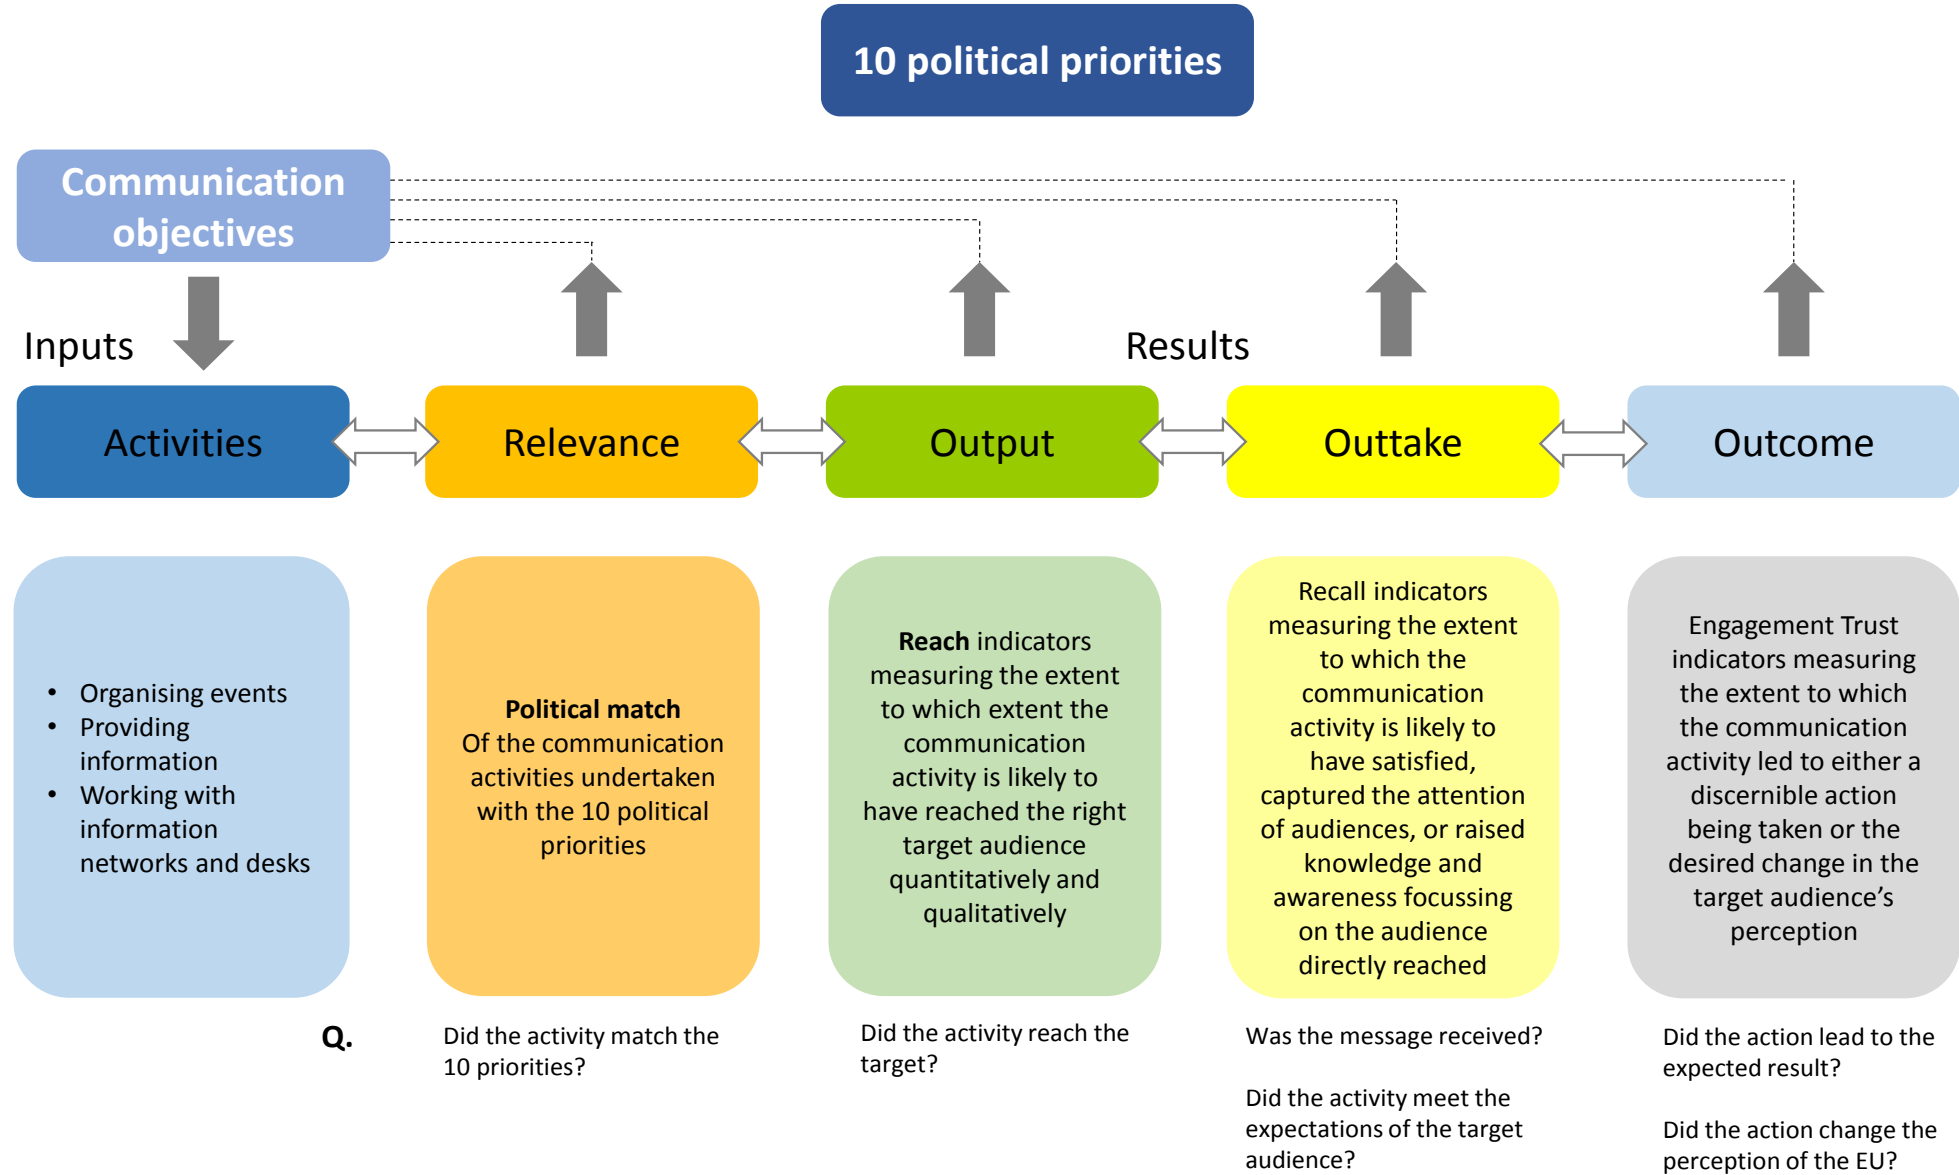 10 political priorities
Communication
objectives
Inputs
Results
Activities
Relevance
Output
Outtake
Outcome
• Organising events
• Providing
information
• Working with
information
networks and desks
Political match
Of the communication
activities undertaken
with the 10 political
priorities
Reach indicators
measuring the extent
to which extent the
communication
activity is likely to
have reached the right
target audience
quantitatively and
qualitatively
Recall indicators
measuring the extent
to which the
communication
activity is likely to
have satisfied,
captured the attention
of audiences, or raised
knowledge and
awareness focussing
on the audience
directly reached
Engagement Trust
indicators measuring
the extent to which
the communication
activity led to either a
discernible action
being taken or the
desired change in the
target audience’s
perception
Q.
Did the activity match the
10 priorities?
Did the activity reach the
target?
Was the message received?
Did the activity meet the
expectations of the target
audience?
Did the action lead to the
expected result?
Did the action change the
perception of the EU?